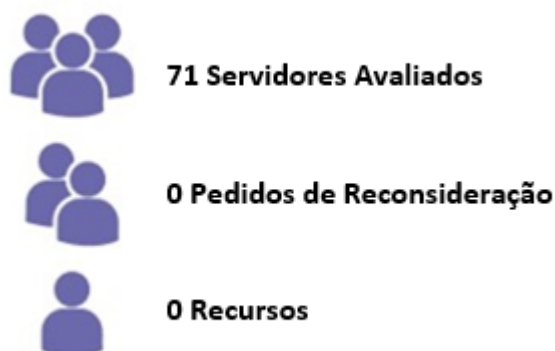 71 Servidores Avaliados
0 Pedidos de Reconsideração
0 Recursos